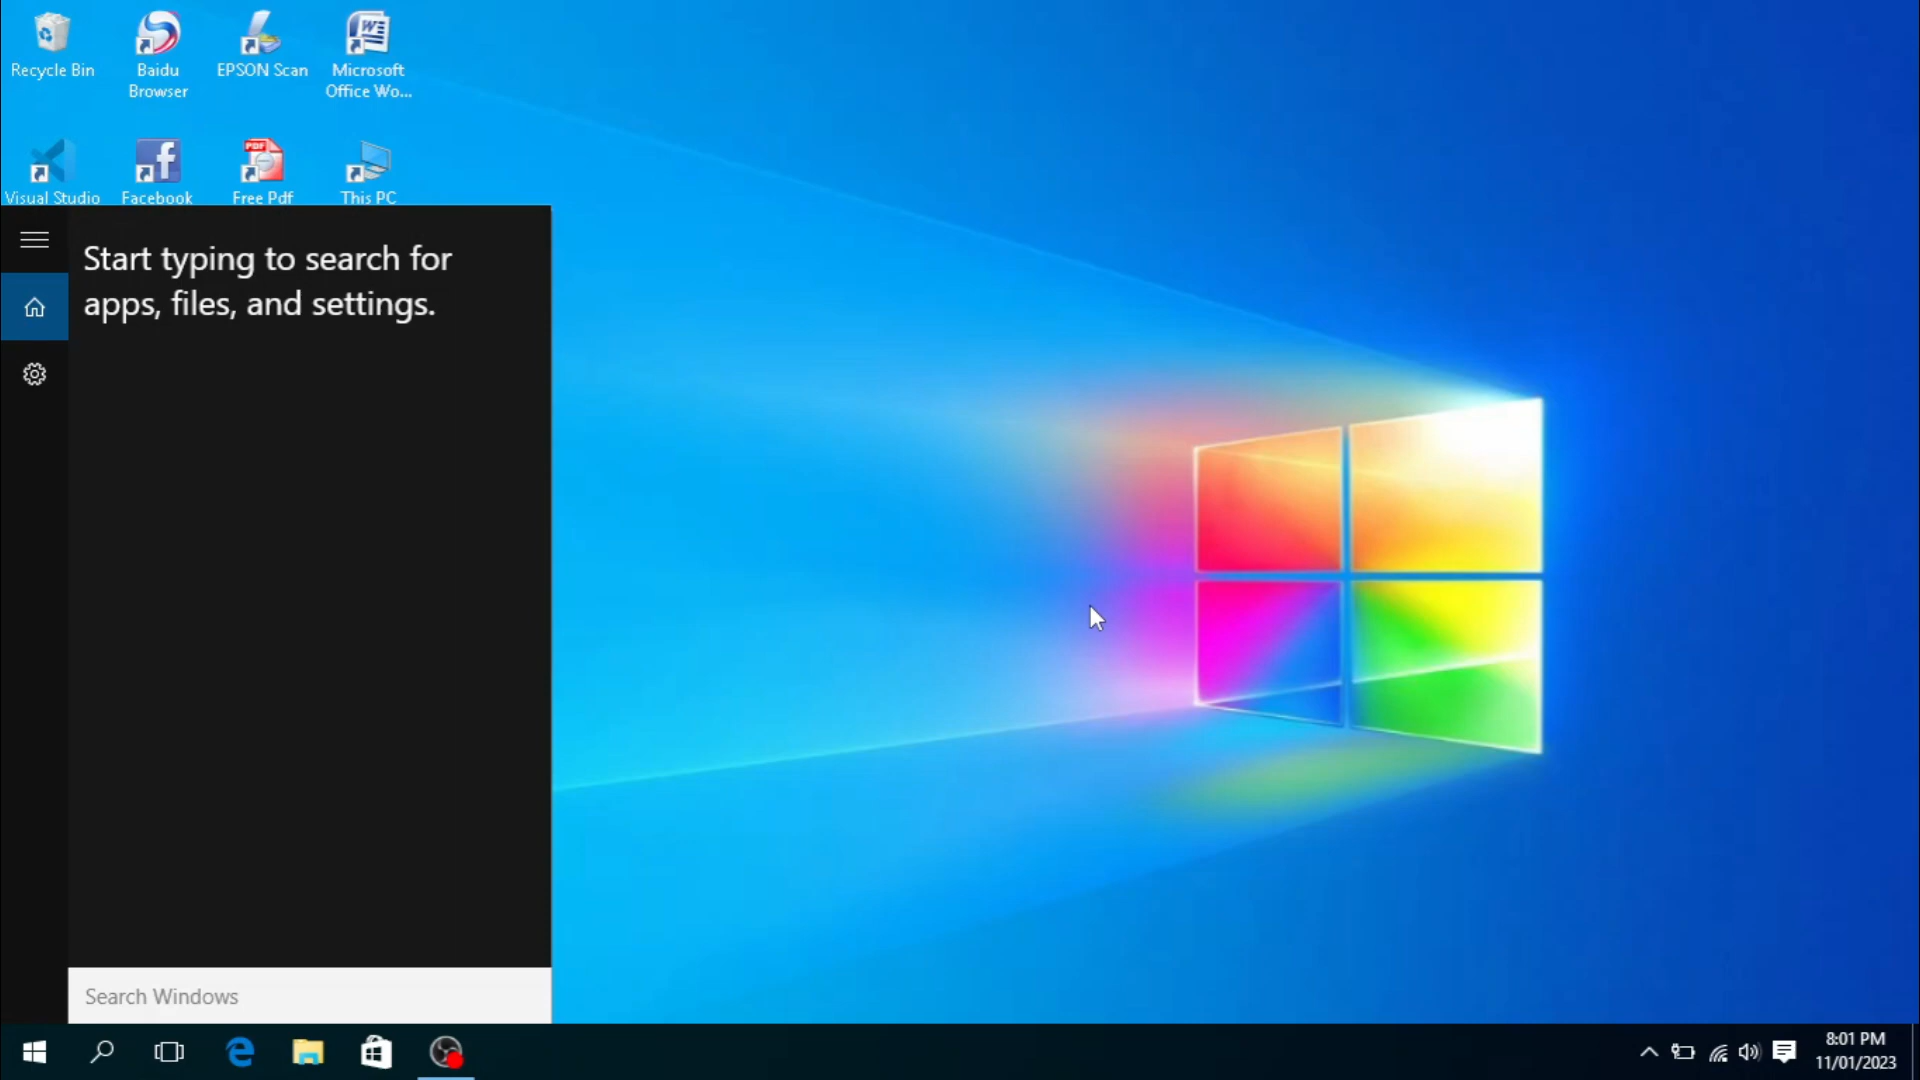 Recycle Bin
Baidu
Browser
EPSON Scan
Microsoft
Office Wo...
Visual Studio
Facebook
PDF
Free Pdf
This PC
Start typing to search for
apps, files, and settings.
Search Windows
8:01 PM
11/01/2023